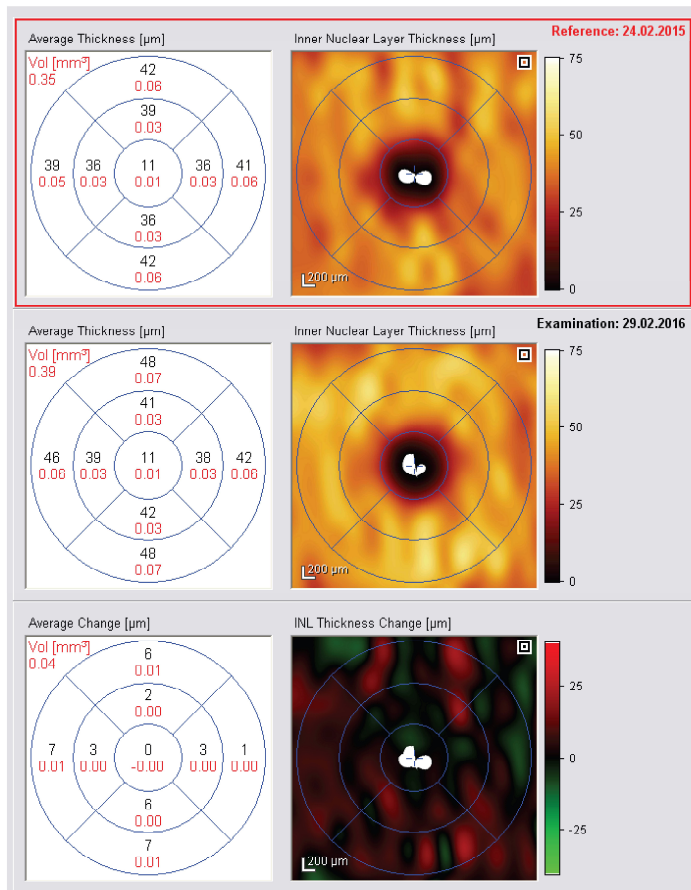 Reference: 24.02.2015
Average Thickness [µm]
Inner Nuclear Layer Thickness [µm]
Vol [mm³]
0.35
42
0.06
39
0.03
39 36 11 36 41
0.05 0.03 0.01 0.03 0.06
36
0.03
42
0.06
200 µm
75
50
25
0
Examination: 29.02.2016
Average Thickness [µm]
Inner Nuclear Layer Thickness [µm]
Vol [mm³]
0.39
48
0.07
41
0.03
46 39 11 38 42
0.06 0.03 0.01 0.03 0.06
42
0.03
48
0.07
200 µm
75
50
25
0
Average Change [µm]
INL Thickness Change [µm]
Vol [mm³]
0.04
6
0.01
2
0.00
7 3 0 3 1
0.01 0.00 -0.00 0.00 0.00
6
0.00
7
0.01
200 µm
25
0
-25